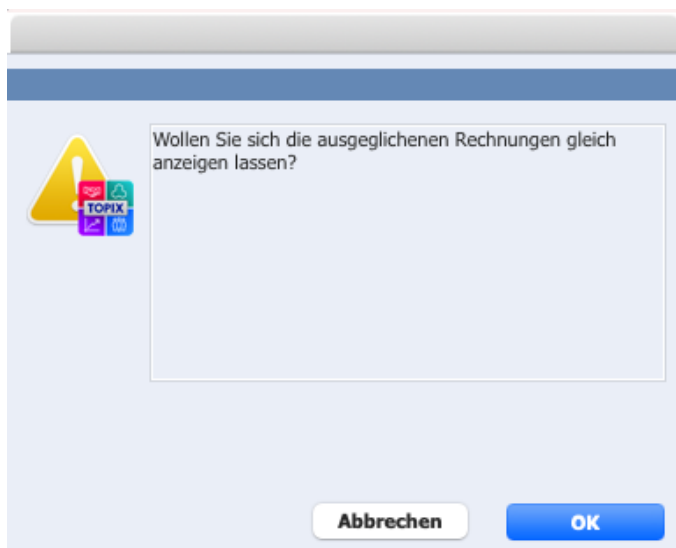 Wollen Sie sich die ausgeglichenen Rechnungen gleich
anzeigen lassen?
TOPIX
Abbrechen
OK